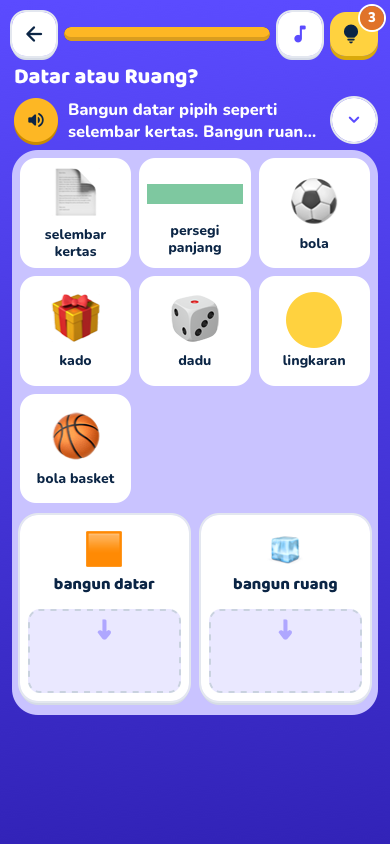 3
Datar atau Ruang?
Bangun datar pipih seperti
selembar kertas. Bangun ruan...
selembar
kertas
persegi
panjang
bola
kado
dadu
lingkaran
bola basket
bangun datar
bangun ruang